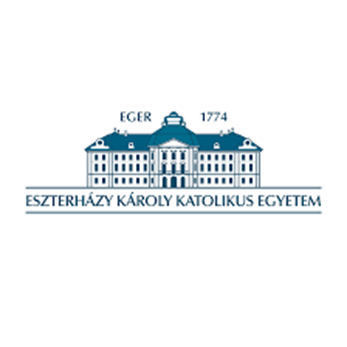 EGER 1774
ESZTERHÁZY KÁROLY KATOLIKUS EGYETEM